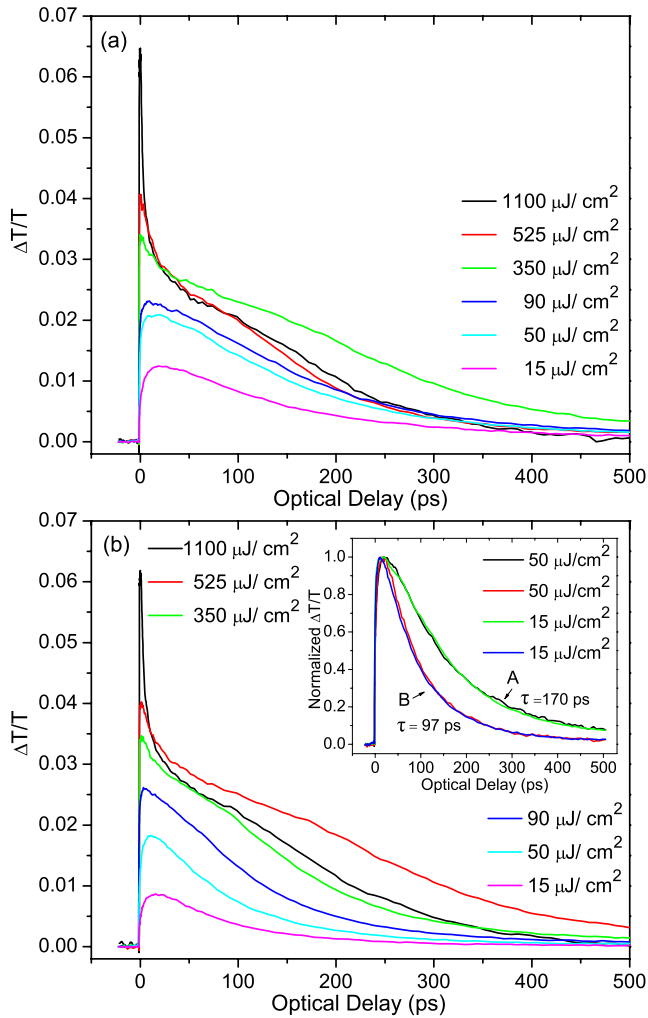 0.07
(a)
0.06
0.05
0.04
0.03
0.02
0.01
0.00
ΔT/T
1100 μJ/ cm²
525 μJ/ cm²
350 μJ/ cm²
90 μJ/ cm²
50 μJ/ cm²
15 μJ/ cm²
0 100 200 300 400 500
Optical Delay (ps)
0.07
(b)
0.06
0.05
0.04
0.03
0.02
0.01
0.00
ΔT/T
1100 μJ/ cm²
525 μJ/ cm²
350 μJ/ cm²
1.0
0.8
0.6
0.4
0.2
0.0
Normalized ΔT/T
50 μJ/cm²
50 μJ/cm²
15 μJ/cm²
15 μJ/cm²
A
τ =170 ps
B
τ = 97 ps
0 100 200 300 400 500
Optical Delay (ps)
90 μJ/ cm²
50 μJ/ cm²
15 μJ/ cm²
0 100 200 300 400 500
Optical Delay (ps)